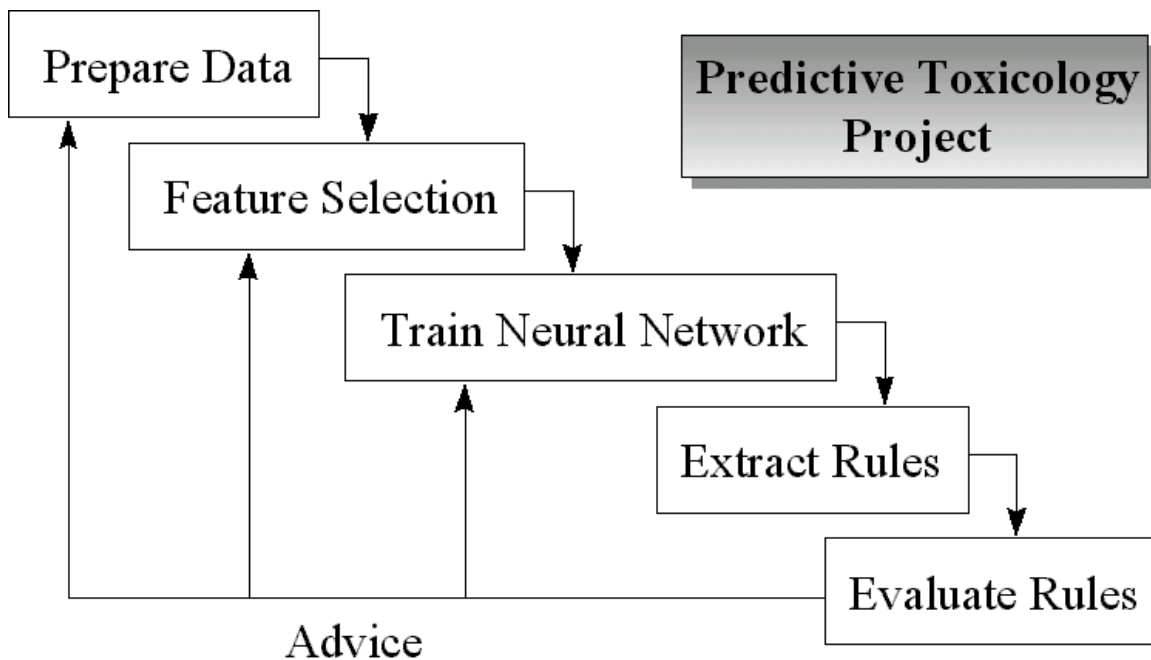 Prepare Data
Predictive Toxicology
Project
Feature Selection
Train Neural Network
Extract Rules
Evaluate Rules
Advice